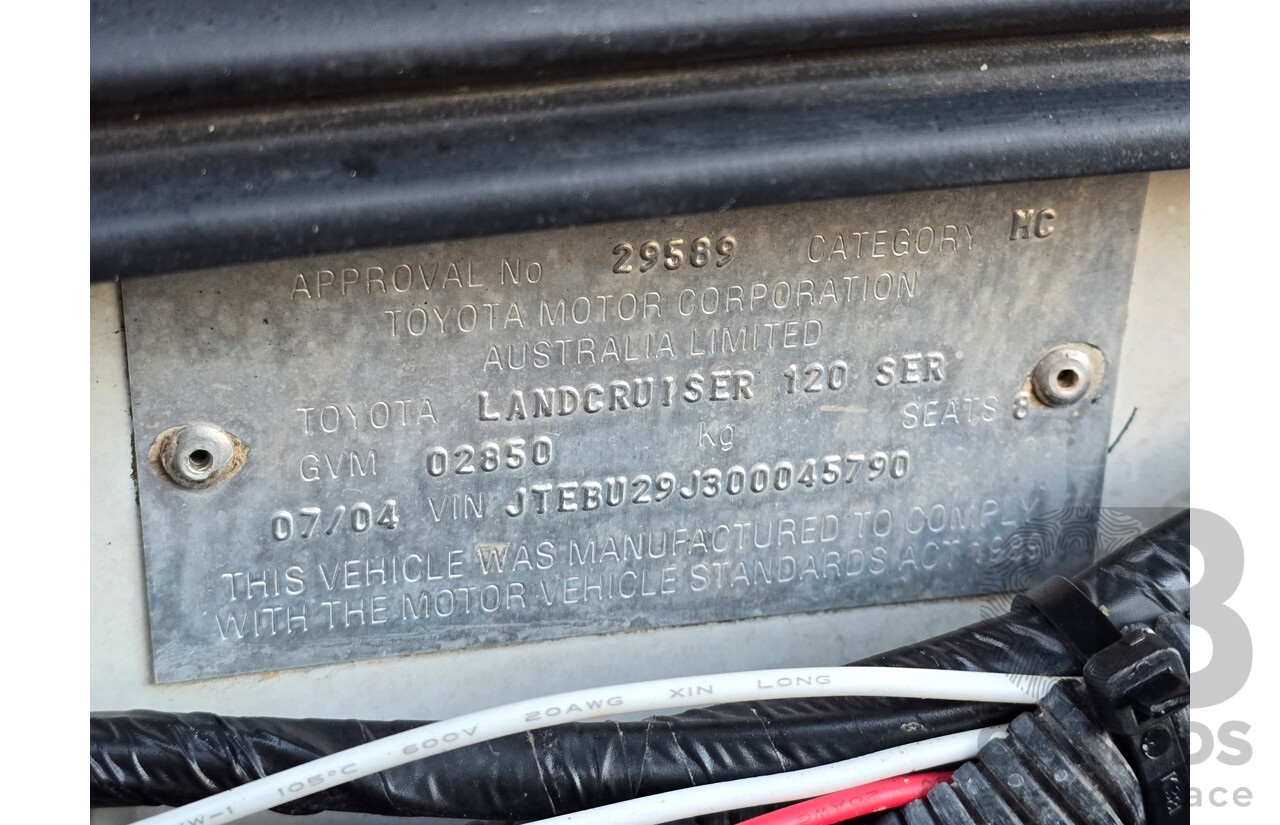 APPROVAL No 29589 CATEGORY MC
TOYOTA MOTOR CORPORATION
AUSTRALIA LIMITED
TOYOTA LANDCRUISER 120 SER
GVM 02850 kg SEATS 8
07/04 VIN JTEBU29J300045790
THIS VEHICLE WAS MANUFACTURED TO COMPLY
WITH THE MOTOR VEHICLE STANDARDS ACT 1989
105°C 600V 20AWG XIN LONG